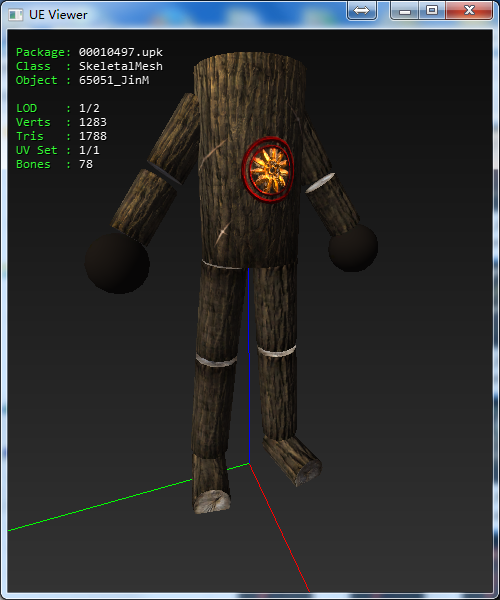 UE Viewer
Package: 00010497.upk
Class : SkeletalMesh
Object : 65051_JinM
LOD : 1/2
Verts : 1283
Tris : 1788
UV Set : 1/1
Bones : 78